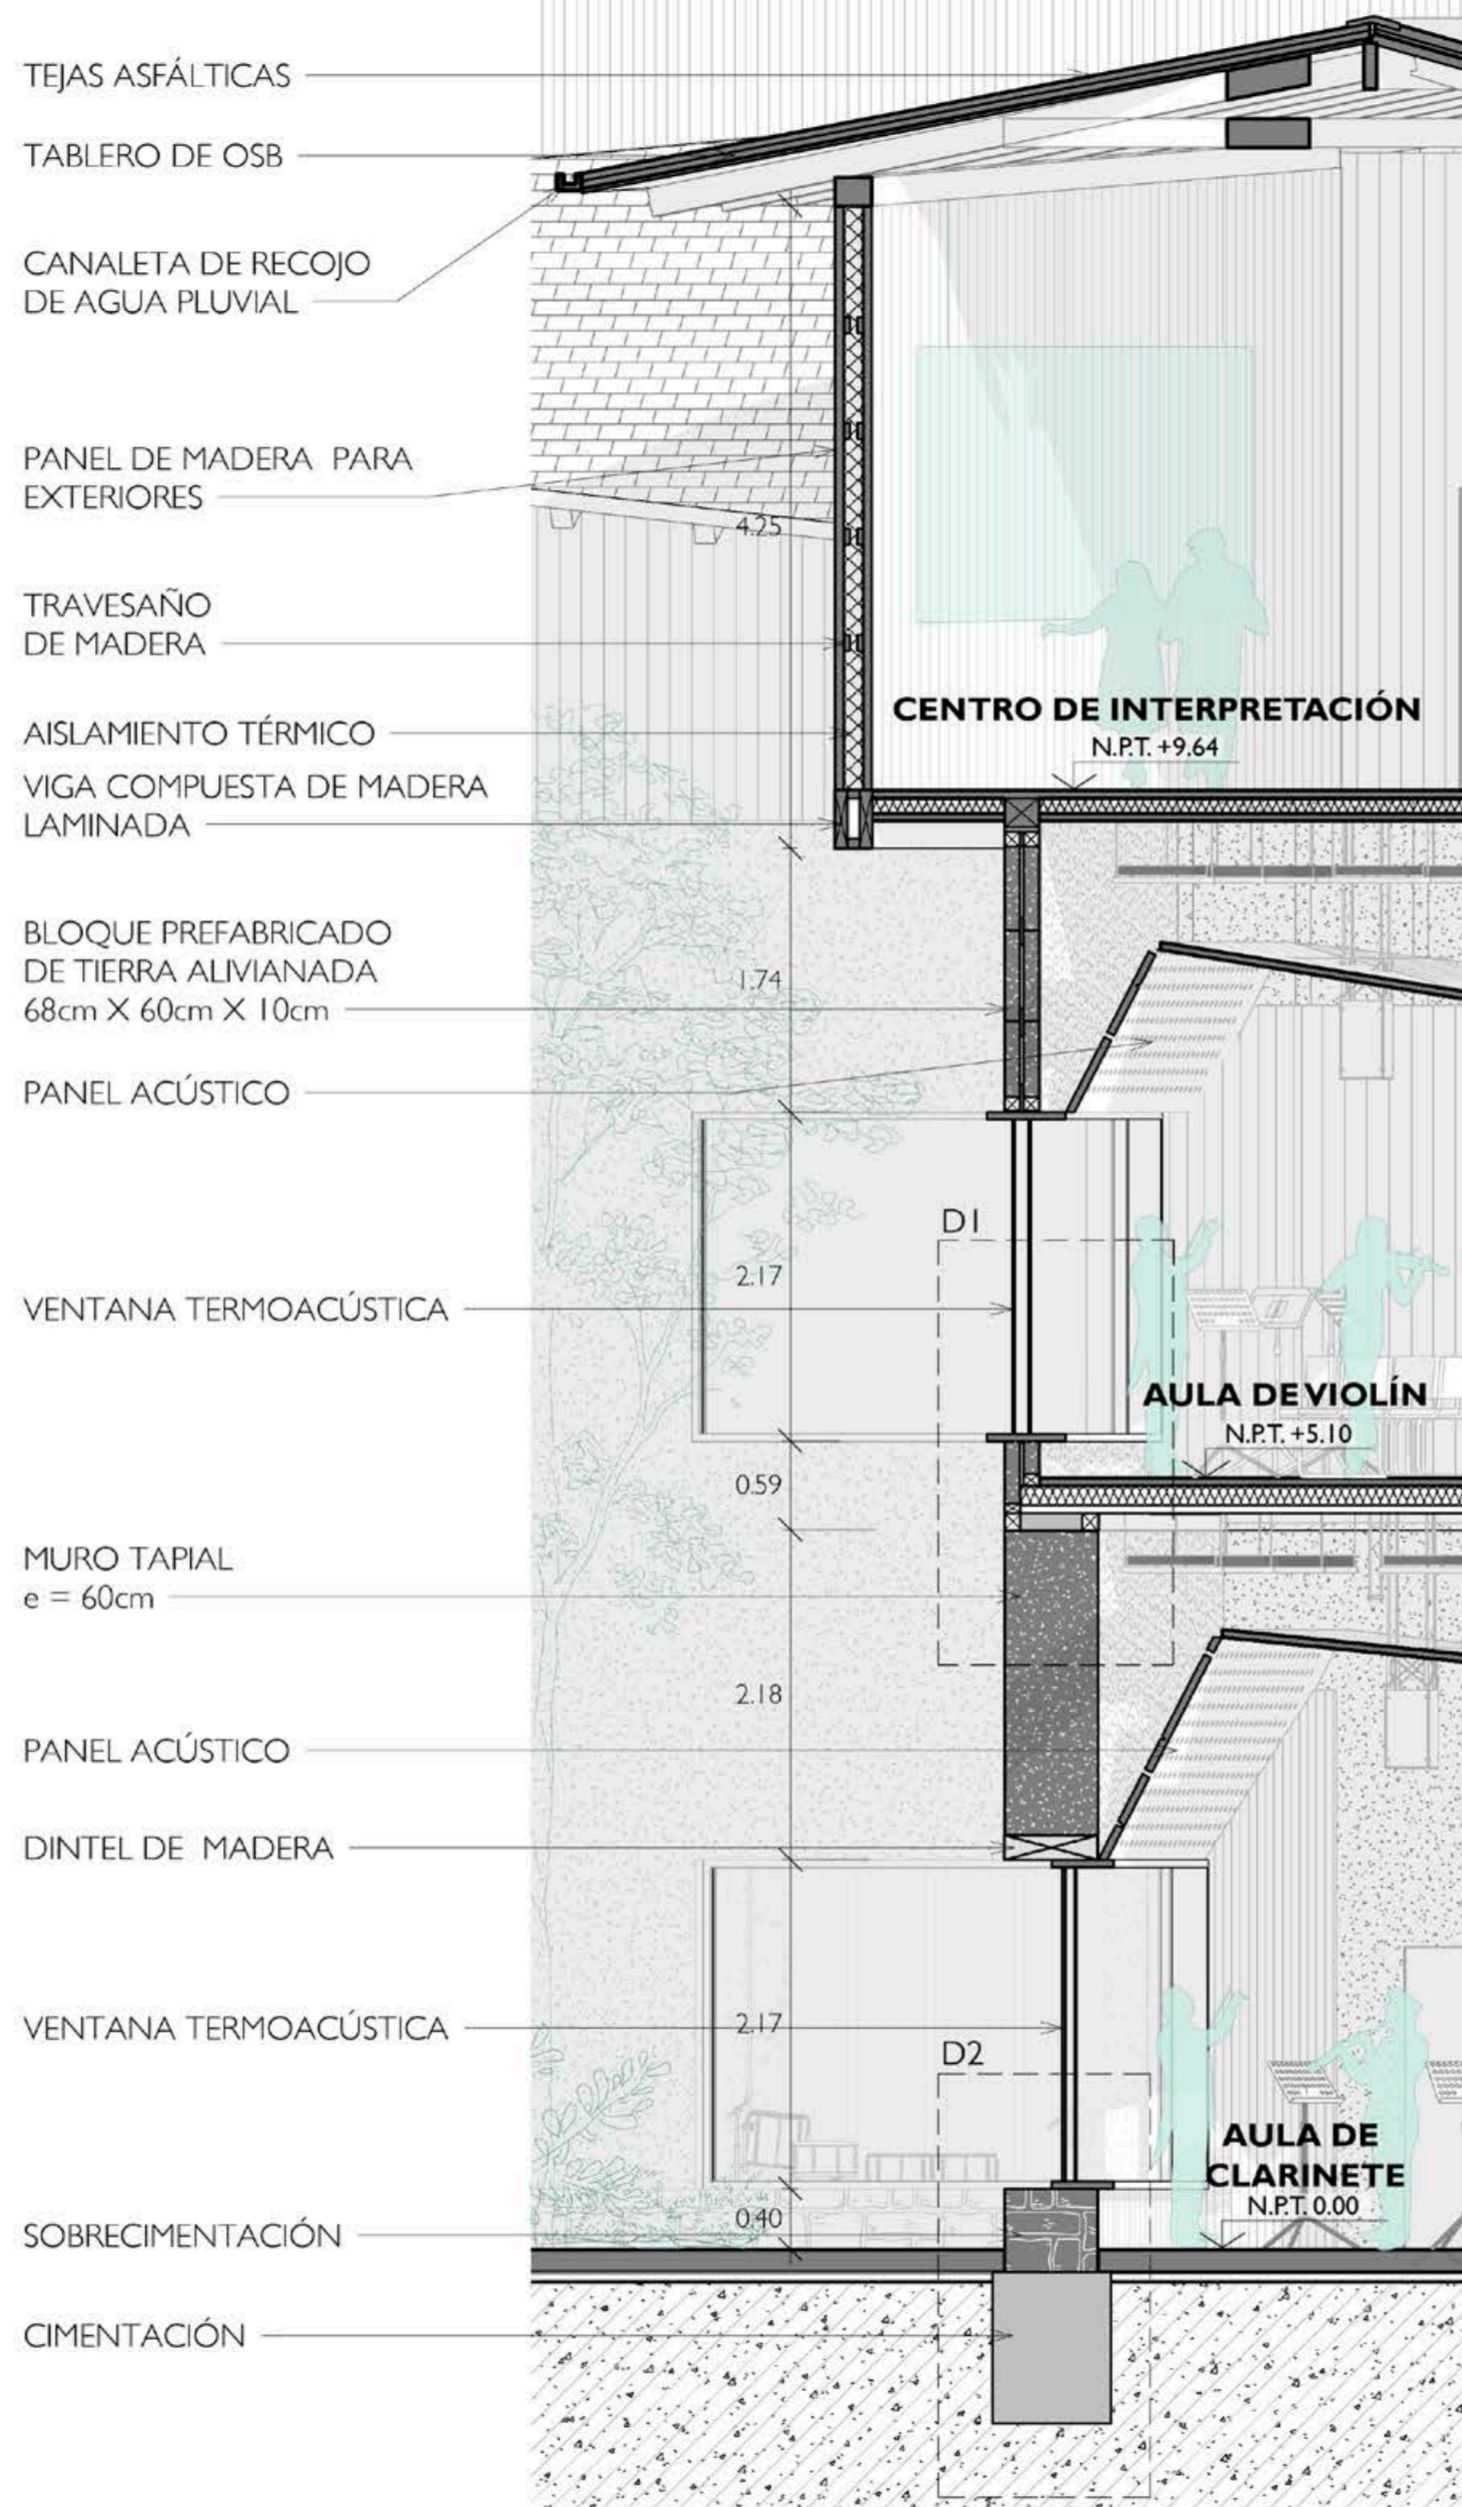 TEJAS ASFÁLTICAS
TABLERO DE OSB
CANALETA DE RECOJO
DE AGUA PLUVIAL
PANEL DE MADERA PARA
EXTERIORES
4.25
TRAVESAÑO
DE MADERA
CENTRO DE INTERPRETACIÓN
N.P.T. +9.64
AISLAMIENTO TÉRMICO
VIGA COMPUESTA DE MADERA
LAMINADA
BLOQUE PREFABRICADO
DE TIERRA ALIVIANADA
68cm X 60cm X 10cm
1.74
PANEL ACÚSTICO
D1
2.17
VENTANA TERMOACÚSTICA
AULA DE VIOLÍN
N.P.T. +5.10
0.59
MURO TAPIAL
e = 60cm
2.18
PANEL ACÚSTICO
DINTEL DE MADERA
2.17
VENTANA TERMOACÚSTICA
D2
AULA DE
CLARINETE
N.P.T. 0.00
0.40
SOBRECIMENTACIÓN
CIMENTACIÓN